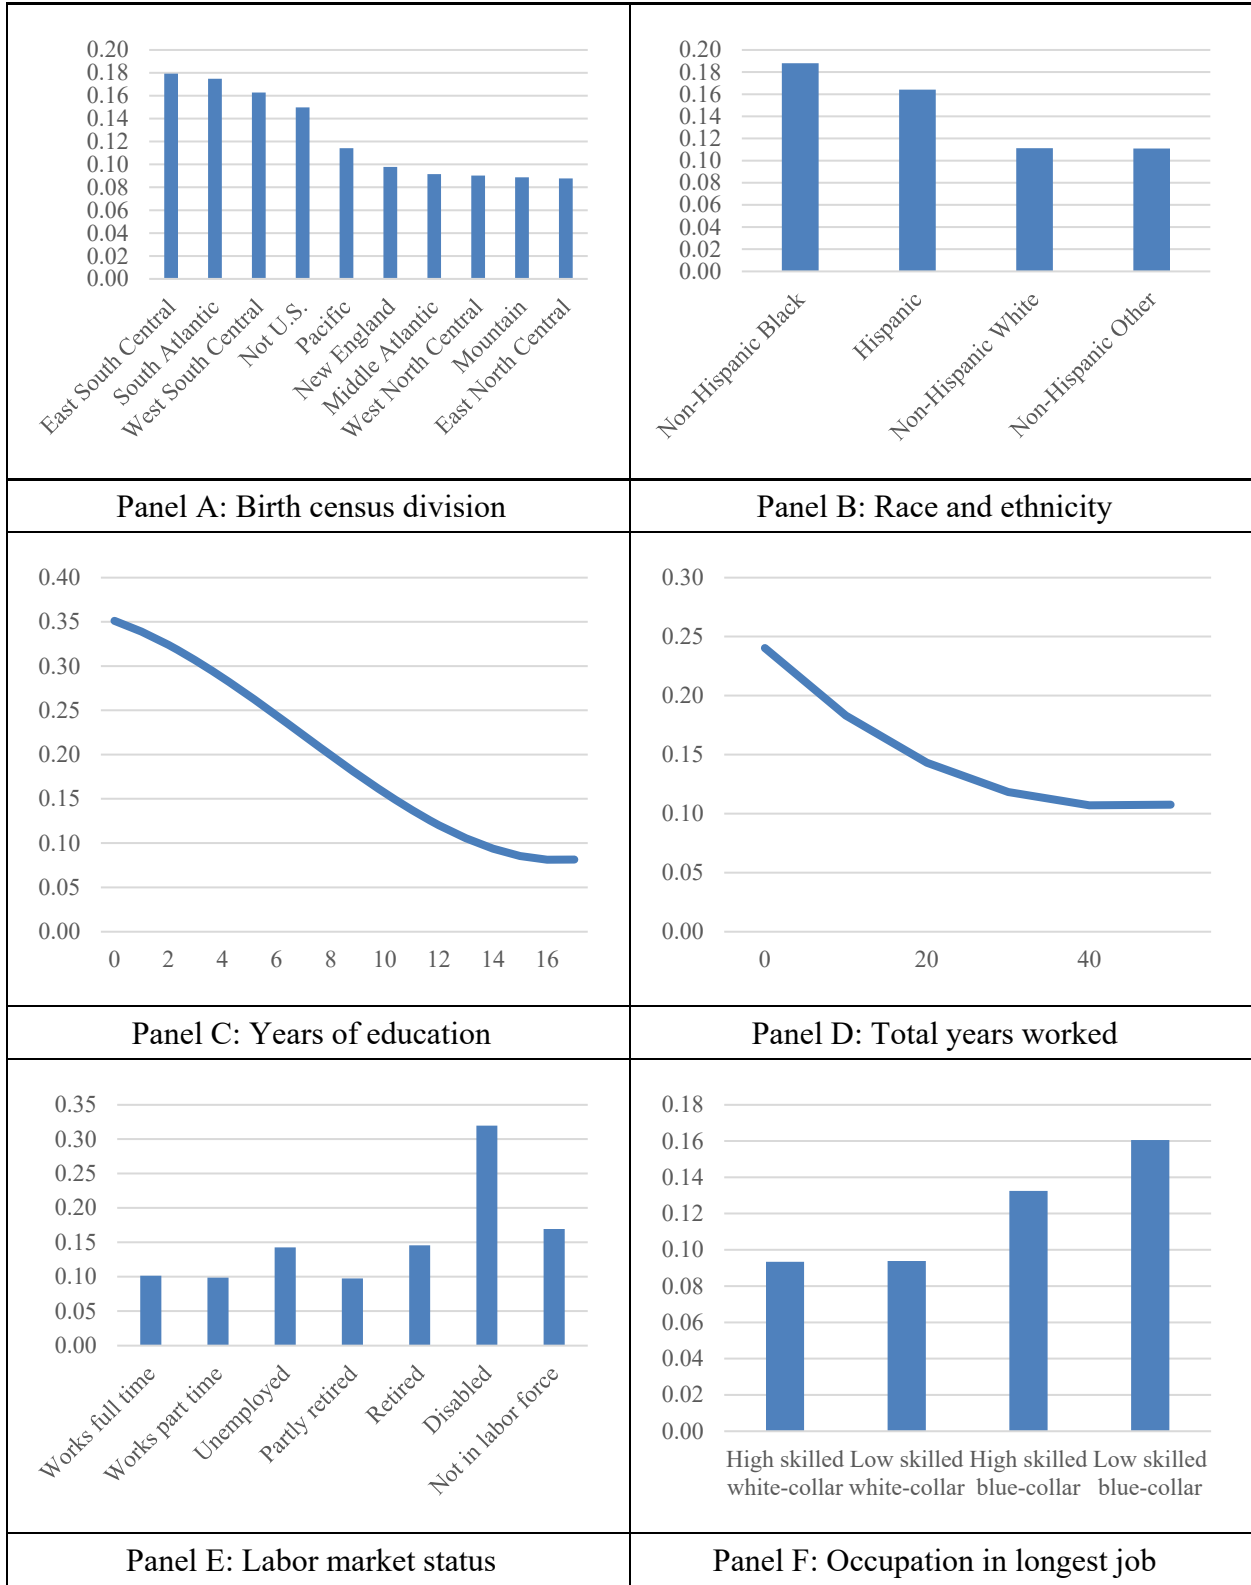 0.20
0.18
0.16
0.14
0.12
0.10
0.08
0.06
0.04
0.02
0.00
East South Central
South Atlantic
West South Central
Not U.S.
Pacific
New England
Middle Atlantic
West North Central
Mountain
East North Central
0.20
0.18
0.16
0.14
0.12
0.10
0.08
0.06
0.04
0.02
0.00
Non-Hispanic Black
Hispanic
Non-Hispanic White
Non-Hispanic Other
Panel A: Birth census division
Panel B: Race and ethnicity
0.40
0.35
0.30
0.25
0.20
0.15
0.10
0.05
0.00
0 2 4 6 8 10 12 14 16
0.30
0.25
0.20
0.15
0.10
0.05
0.00
0 20 40
Panel C: Years of education
Panel D: Total years worked
0.35
0.30
0.25
0.20
0.15
0.10
0.05
0.00
Works full time
Works part time
Unemployed
Partly retired
Retired
Disabled
Not in labor force
0.18
0.16
0.14
0.12
0.10
0.08
0.06
0.04
0.02
0.00
High skilled Low skilled High skilled Low skilled
white-collar white-collar blue-collar blue-collar
Panel E: Labor market status
Panel F: Occupation in longest job